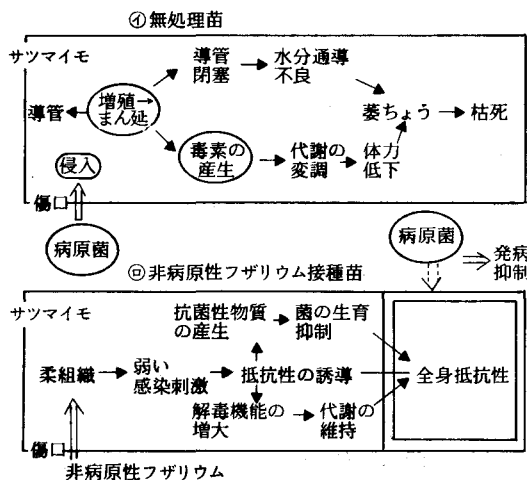 ㋑無処理苗
サツマイモ
導管
閉塞
水分通導
不良
導管
増殖
まん延
萎ちょう
枯死
毒素の
産生
代謝の
変調
体力
低下
侵入
傷口
病原菌
病原菌
発病
抑制
㋺非病原性フザリウム接種苗
サツマイモ
抗菌性物質
の産生
菌の生育
抑制
柔組織
弱い
感染刺激
抵抗性の誘導
全身抵抗性
解毒機能の
増大
代謝の
維持
傷口
非病原性フザリウム